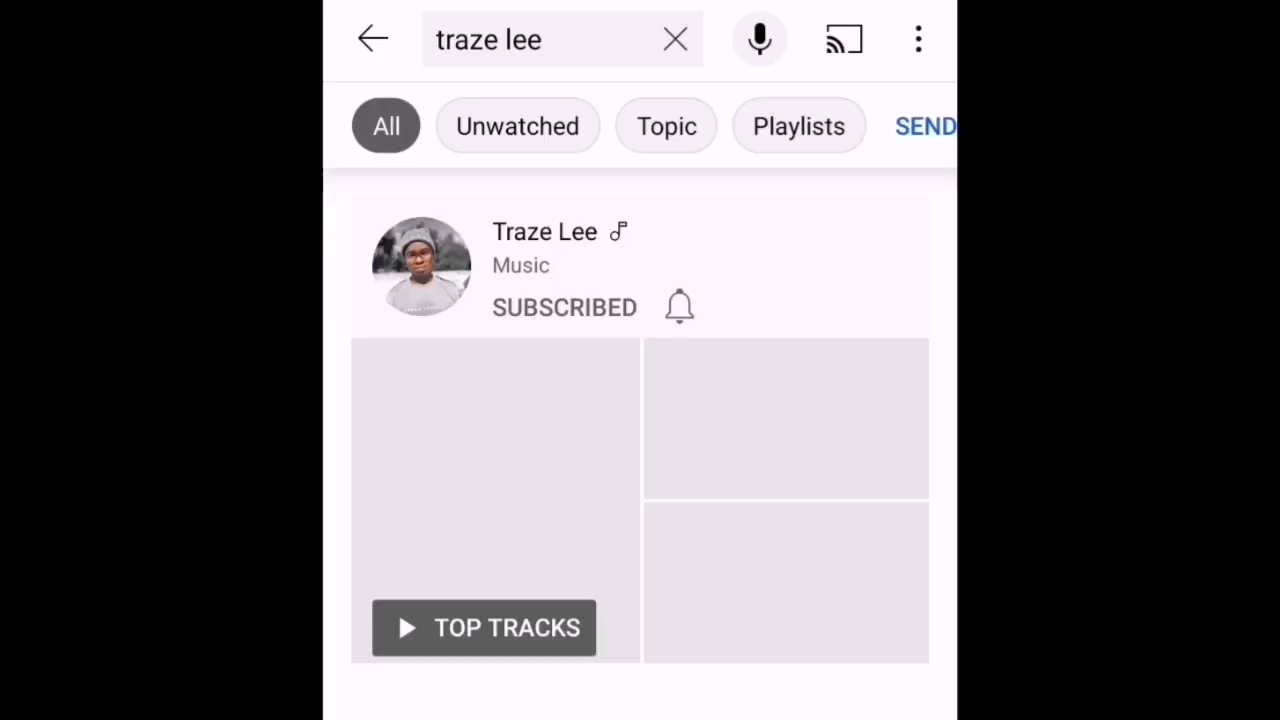 traze lee
All Unwatched Topic Playlists SEND
Traze Lee
Music
SUBSCRIBED
TOP TRACKS